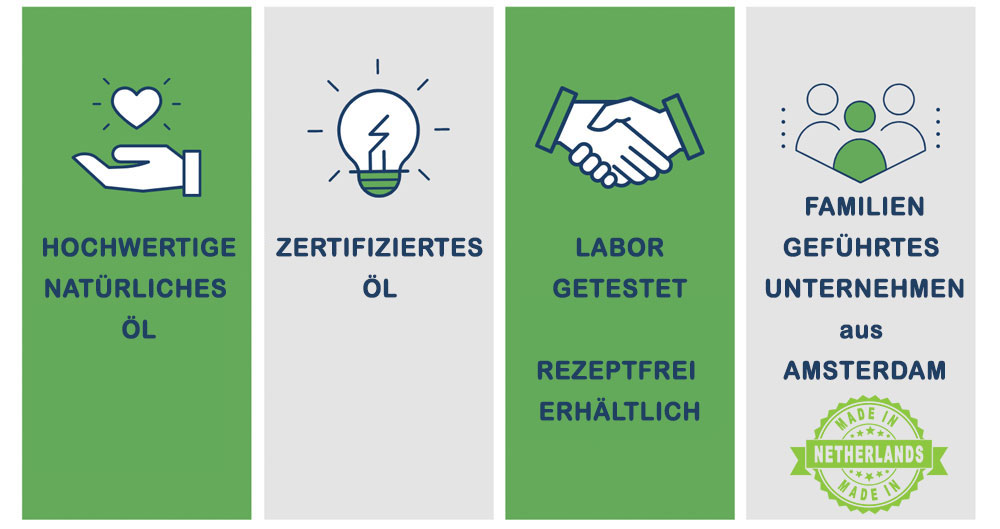 HOCHWERTIGE
NATÜRLICHES
ÖL
ZERTIFIZIERTES
ÖL
LABOR
GETESTET
REZEPTFREI
ERHÄLTLICH
FAMILIEN
GEFÜHRTES
UNTERNEHMEN
aus
AMSTERDAM
MADE IN
NETHERLANDS
MADE IN